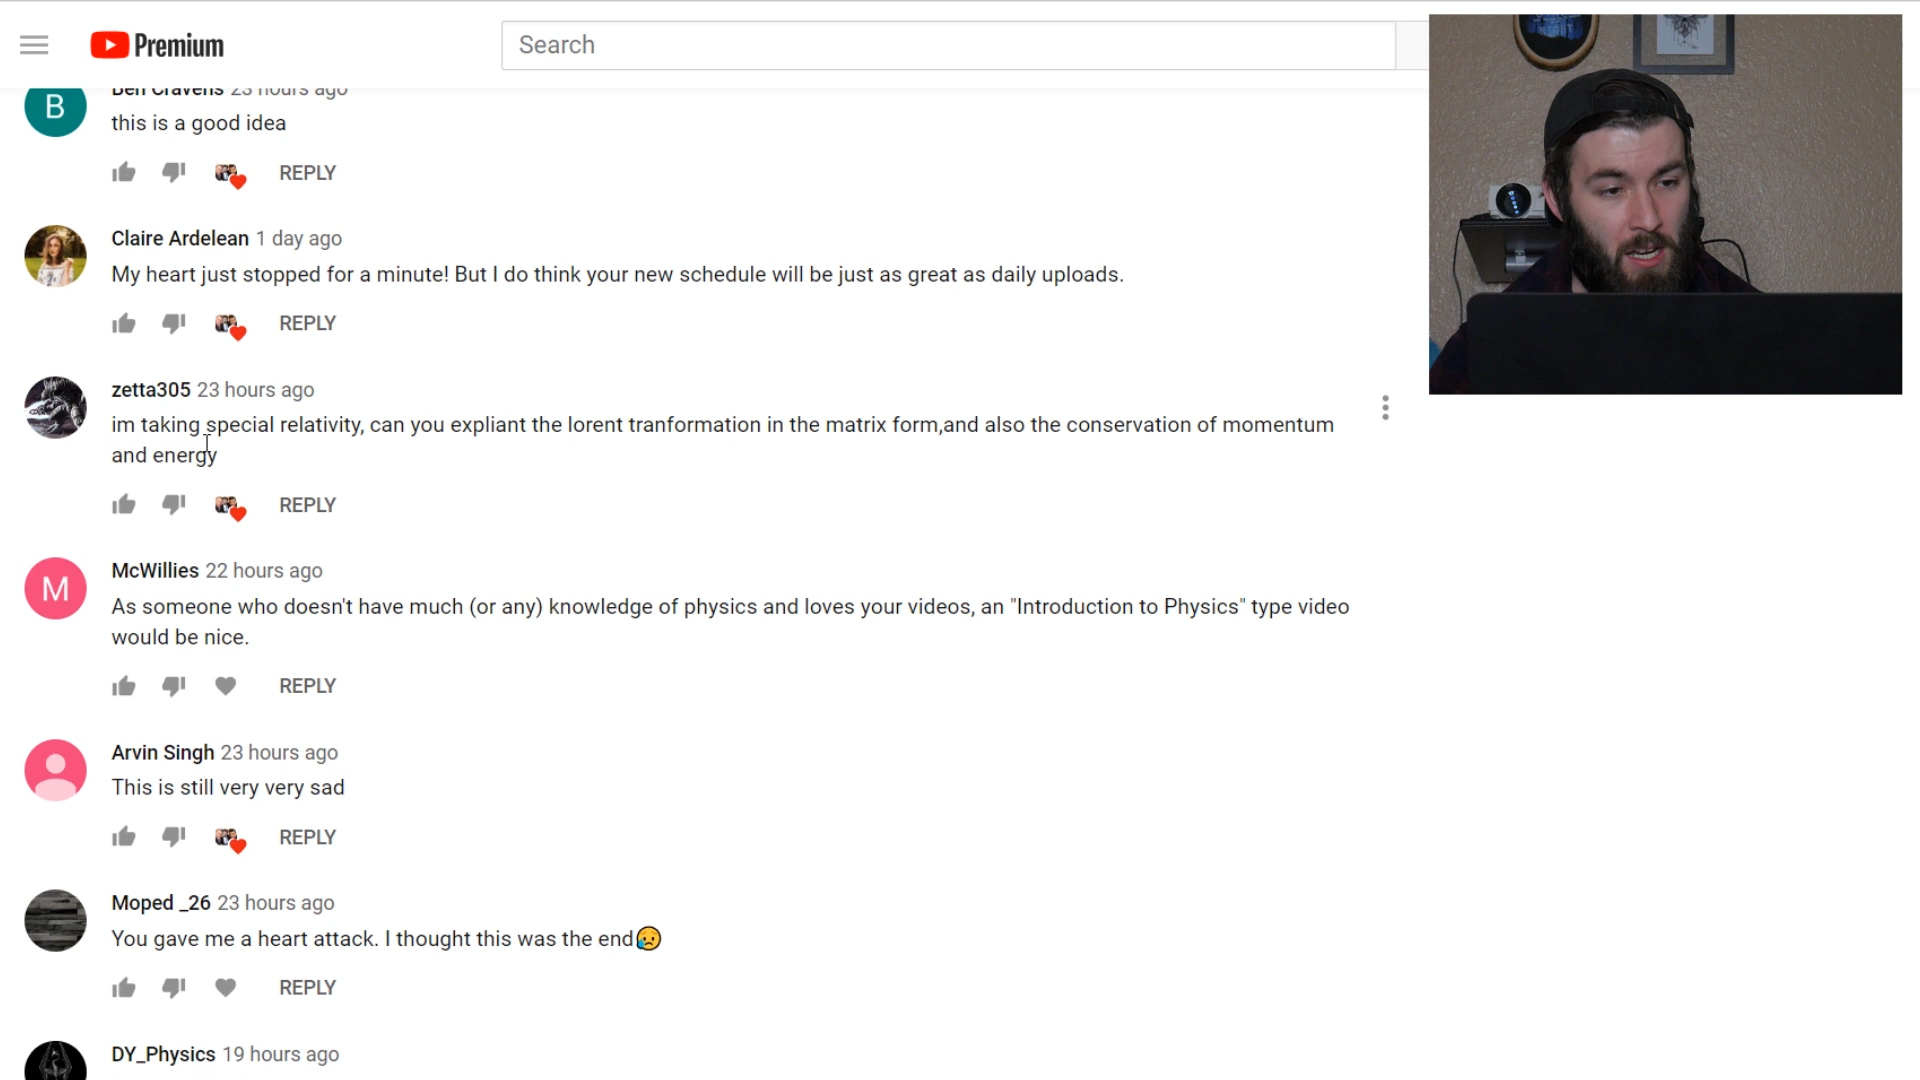 Premium
Search
Ben Cravens 23 hours ago
B
this is a good idea
REPLY
Claire Ardelean 1 day ago
My heart just stopped for a minute! But I do think your new schedule will be just as great as daily uploads.
REPLY
zetta305 23 hours ago
im taking special relativity, can you expliant the lorent tranformation in the matrix form,and also the conservation of momentum
and energy
REPLY
McWillies 22 hours ago
M
As someone who doesn't have much (or any) knowledge of physics and loves your videos, an "Introduction to Physics" type video
would be nice.
REPLY
Arvin Singh 23 hours ago
This is still very very sad
REPLY
Moped _26 23 hours ago
You gave me a heart attack. I thought this was the end😥
REPLY
DY_Physics 19 hours ago